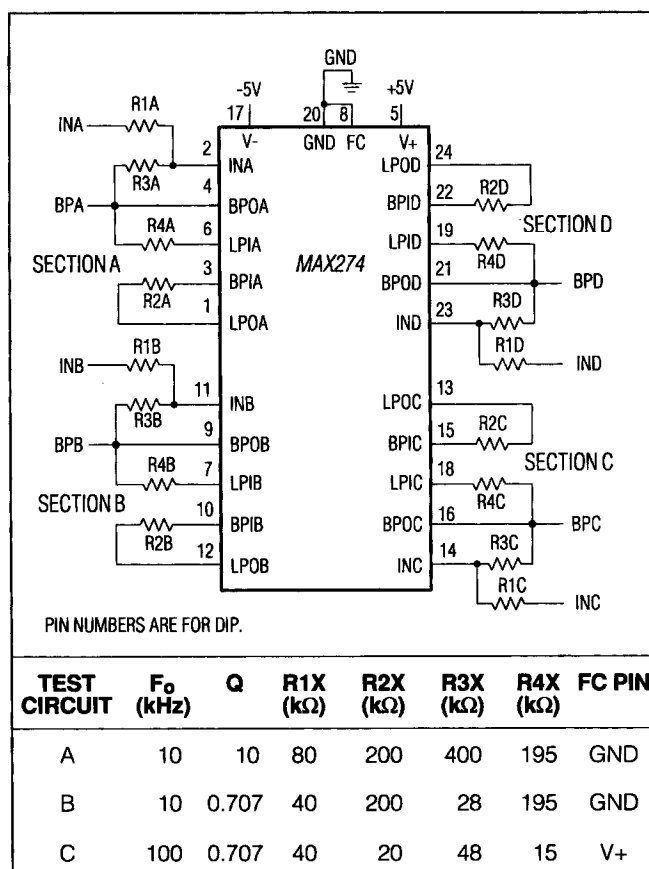 GND
-5V
+5V
17
20
8
5
V-
GND FC
V+
INA
R1A
2
INA
R3A
4
BPA
BPOA
R4A
6
LPIA
SECTION A
3
BPIA
R2A
1
LPOA
MAX274
LPOD
24
BPID
22
R2D
SECTION D
LPID
19
R4D
BPOD
21
BPD
R3D
IND
23
R1D
IND
INB
R1B
11
INB
R3B
9
BPB
BPOB
R4B
7
LPIB
SECTION B
10
BPIB
R2B
12
LPOB
LPOC
13
R2C
BPIC
15
SECTION C
LPIC
18
R4C
BPOC
16
BPC
R3C
INC
14
R1C
INC
PIN NUMBERS ARE FOR DIP.
TEST CIRCUIT Fo (kHz) Q R1X (kΩ) R2X (kΩ) R3X (kΩ) R4X (kΩ) FC PIN
A 10 10 80 200 400 195 GND
B 10 0.707 40 200 28 195 GND
C 100 0.707 40 20 48 15 V+